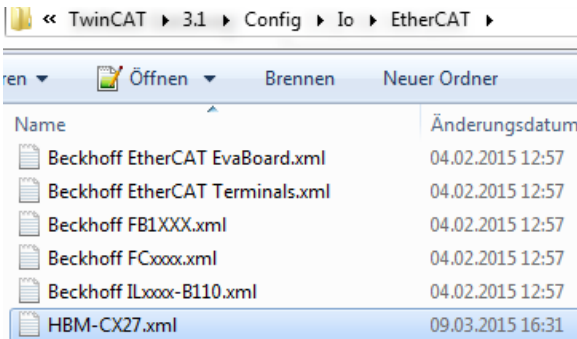 « TwinCAT ▸ 3.1 ▸ Config ▸ Io ▸ EtherCAT ▸
ren ▾ Öffnen ▾ Brennen Neuer Ordner
Name Änderungsdatum
Beckhoff EtherCAT EvaBoard.xml 04.02.2015 12:57
Beckhoff EtherCAT Terminals.xml 04.02.2015 12:57
Beckhoff FB1XXX.xml 04.02.2015 12:57
Beckhoff FCxxxx.xml 04.02.2015 12:57
Beckhoff ILxxxx-B110.xml 04.02.2015 12:57
HBM-CX27.xml 09.03.2015 16:31